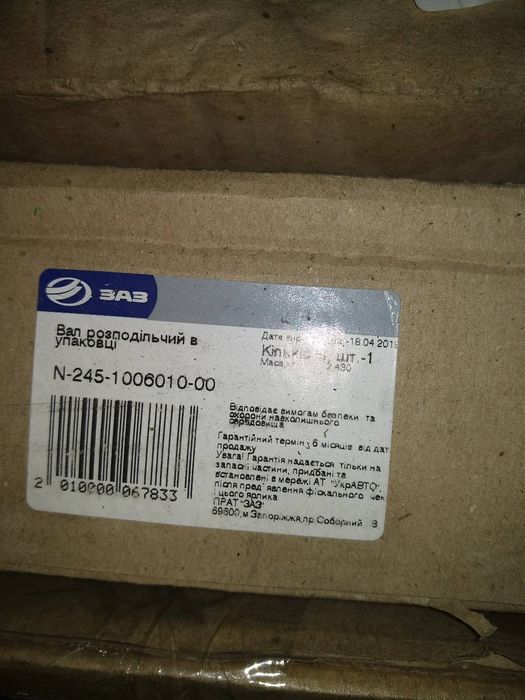 ЗАЗ
Вал розподільчий в
упаковці
N-245-1006010-00
2 010000 067833
Дата -18.04.2019
шт.-1
Маса 2,430
Відповідає вимогам безпеки та
охорони навколишнього
середовища
Гарантійний термін 6 місяців від дат
продажу
Увага! Гарантія надається тільки на
запасні частини, придбані та
встановлені в мережі АТ "УкрАВТО",
після пред'явлення фіскального чек
і цього ярлика
ПРАТ "ЗАЗ"
69600, м.Запоріжжя, пр.Соборний 8